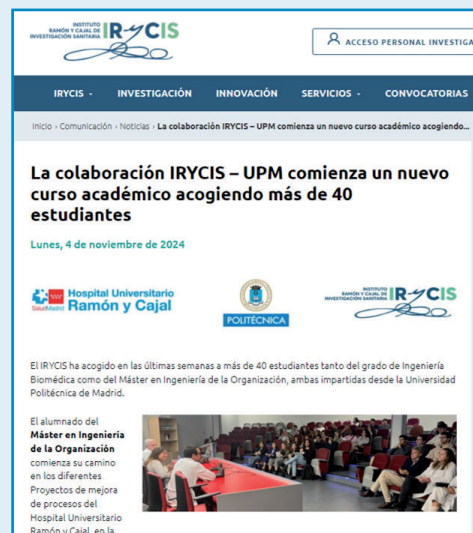 INSTITUTO
RAMÓN Y CAJAL DE
INVESTIGACIÓN SANITARIA
IRYCIS
ACCESO PERSONAL INVESTIGA
IRYCIS -
INVESTIGACIÓN
INNOVACIÓN
SERVICIOS -
CONVOCATORIAS
Inicio › Comunicación › Noticias › La colaboración IRYCIS – UPM comienza un nuevo curso académico acogiendo...
La colaboración IRYCIS – UPM comienza un nuevo
curso académico acogiendo más de 40
estudiantes
Lunes, 4 de noviembre de 2024
SaludMadrid
Hospital Universitario
Ramón y Cajal
POLITÉCNICA
INSTITUTO
RAMÓN Y CAJAL DE
INVESTIGACIÓN SANITARIA
IRYCIS
El IRYCIS ha acogido en las últimas semanas a más de 40 estudiantes tanto del grado de Ingeniería
Biomédica como del Máster en Ingeniería de la Organización, ambas impartidas desde la Universidad
Politécnica de Madrid.
El alumnado del
Máster en Ingeniería
de la Organización
comienza su camino
en los diferentes
Proyectos de mejora
de procesos del
Hospital Universitario
Ramón y Cajal, en la